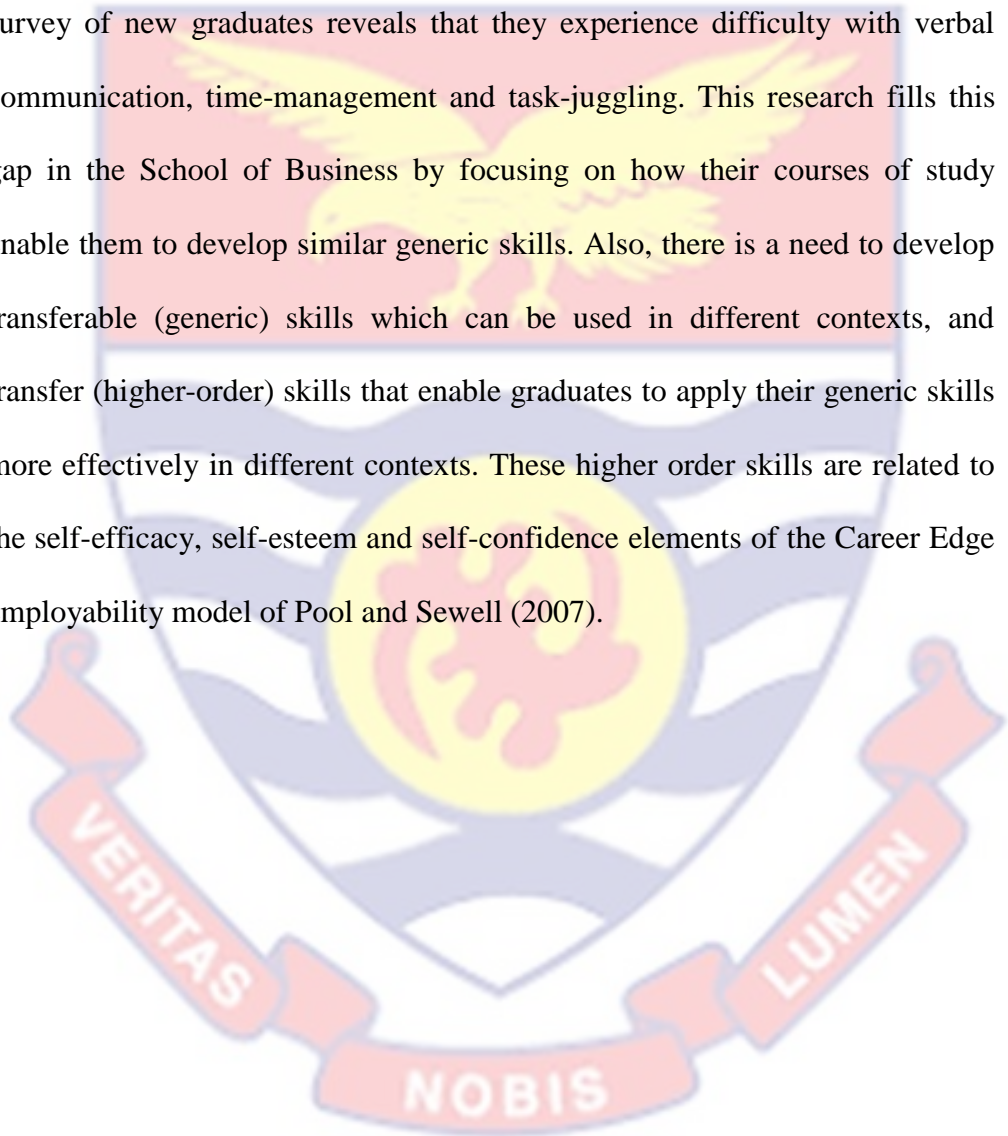 urvey of new graduates reveals that they experience difficulty with verbal
ommunication, time-management and task-juggling. This research fills this
gap in the School of Business by focusing on how their courses of study
enable them to develop similar generic skills. Also, there is a need to develop
transferable (generic) skills which can be used in different contexts, and
transfer (higher-order) skills that enable graduates to apply their generic skills
more effectively in different contexts. These higher order skills are related to
the self-efficacy, self-esteem and self-confidence elements of the Career Edge
employability model of Pool and Sewell (2007).
VERITAS
NOBIS
LUMEN